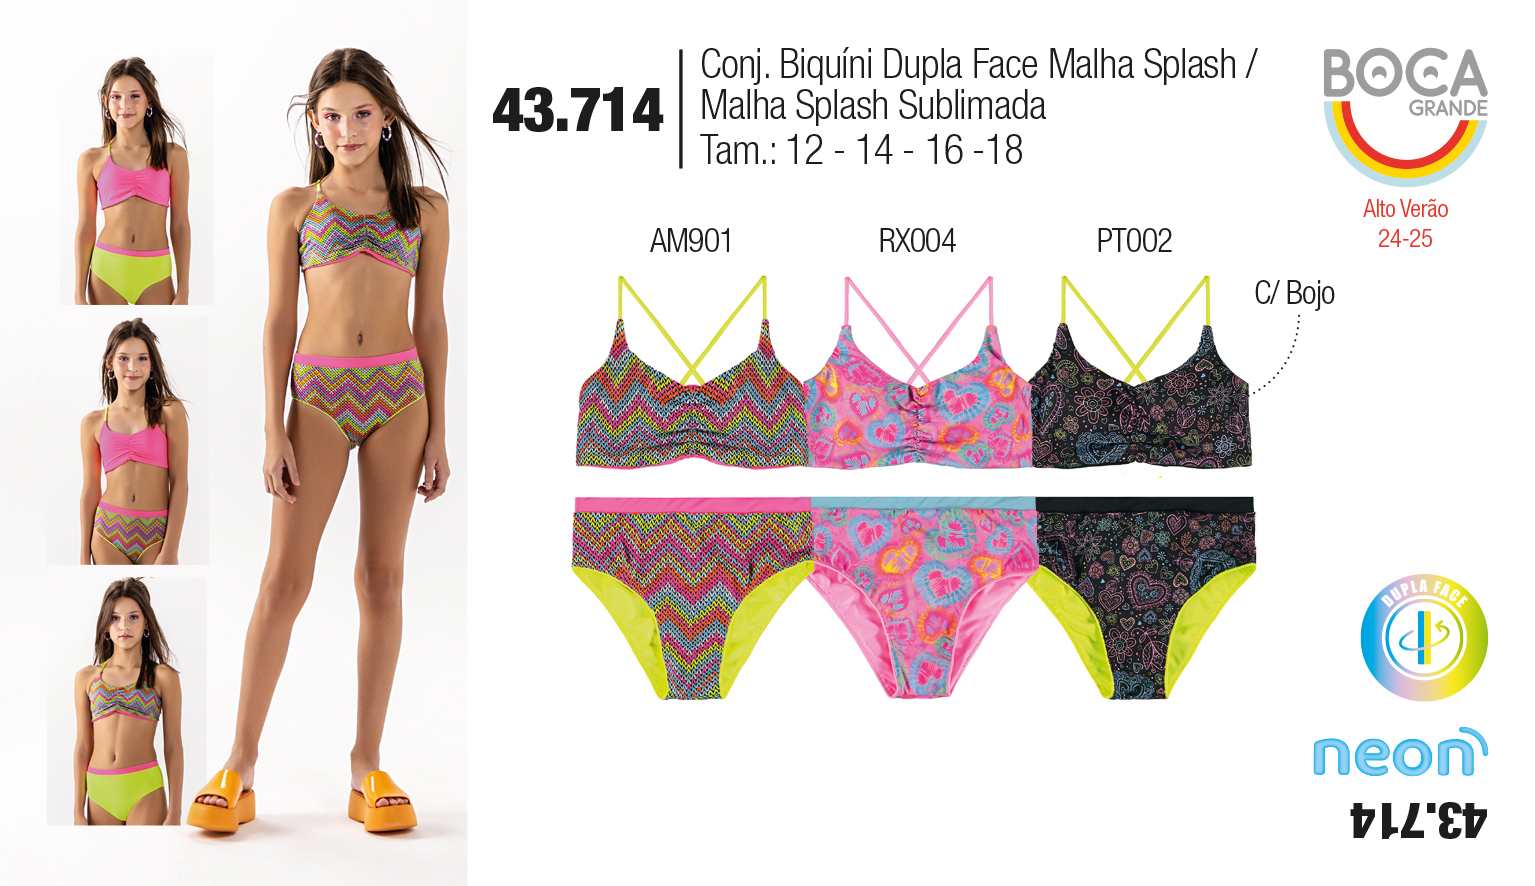 43.714
Conj. Biquíni Dupla Face Malha Splash /
Malha Splash Sublimada
Tam.: 12 - 14 - 16 -18
BOCA
GRANDE
Alto Verão
24-25
AM901
RX004
PT002
C/ Bojo
DUPLA FACE
neon
43.714